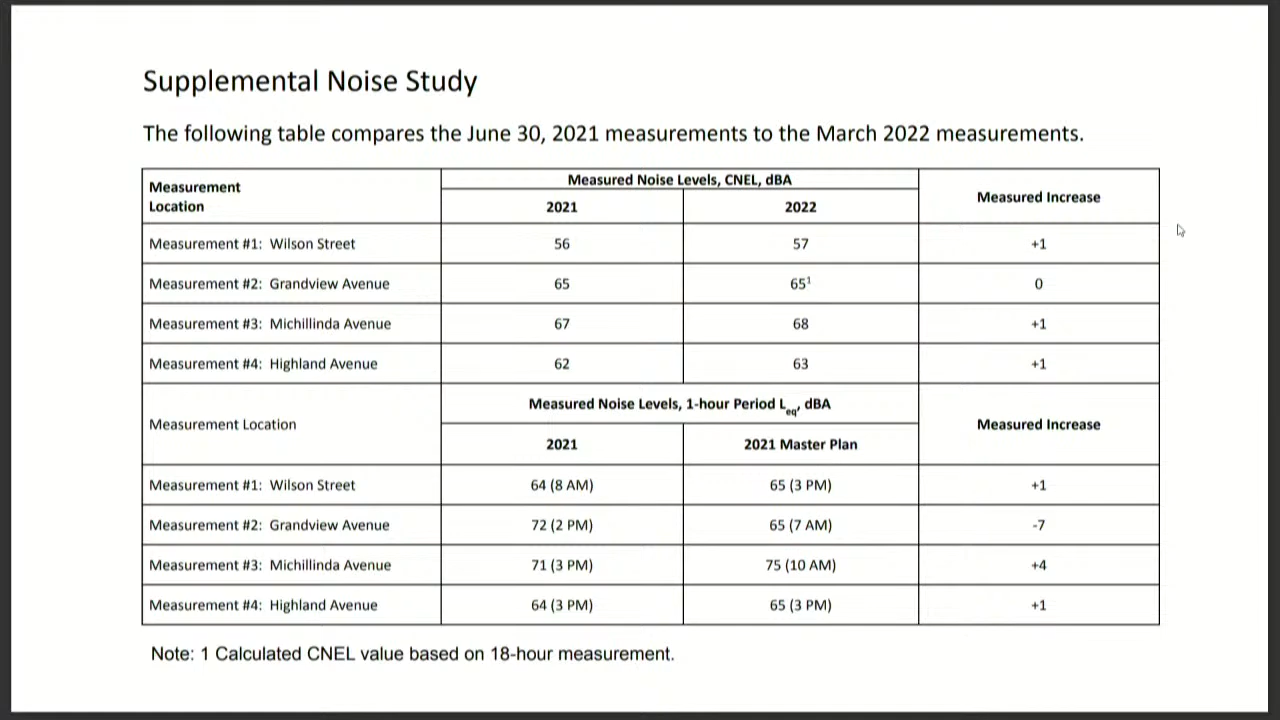 Supplemental Noise Study
The following table compares the June 30, 2021 measurements to the March 2022 measurements.
Measurement Location Measured Noise Levels, CNEL, dBA Measured Increase
2021 2022
Measurement #1: Wilson Street 56 57 +1
Measurement #2: Grandview Avenue 65 65¹ 0
Measurement #3: Michillinda Avenue 67 68 +1
Measurement #4: Highland Avenue 62 63 +1
Measurement Location Measured Noise Levels, 1-hour Period Leq, dBA Measured Increase
2021 2021 Master Plan
Measurement #1: Wilson Street 64 (8 AM) 65 (3 PM) +1
Measurement #2: Grandview Avenue 72 (2 PM) 65 (7 AM) -7
Measurement #3: Michillinda Avenue 71 (3 PM) 75 (10 AM) +4
Measurement #4: Highland Avenue 64 (3 PM) 65 (3 PM) +1
Note: 1 Calculated CNEL value based on 18-hour measurement.